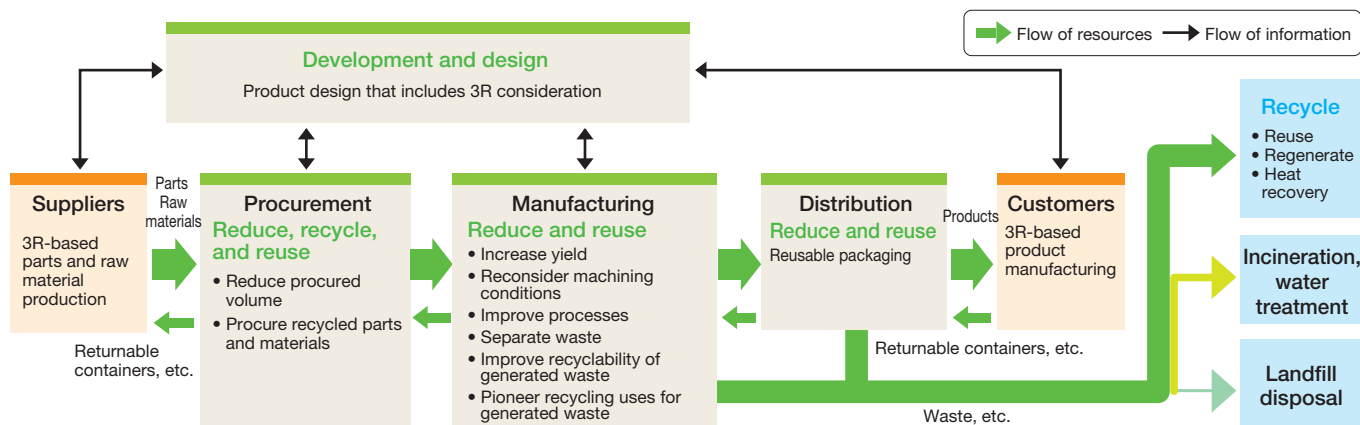 Flow of resources
Flow of information
Development and design
Product design that includes 3R consideration
Suppliers
3R-based
parts and raw
material
production
Parts
Raw
materials
Returnable
containers, etc.
Procurement
Reduce, recycle,
and reuse
• Reduce procured
volume
• Procure recycled parts
and materials
Manufacturing
Reduce and reuse
• Increase yield
• Reconsider machining
conditions
• Improve processes
• Separate waste
• Improve recyclability of
generated waste
• Pioneer recycling uses for
generated waste
Distribution
Reduce and reuse
Reusable packaging
Products
Customers
3R-based
product
manufacturing
Returnable containers, etc.
Waste, etc.
Recycle
• Reuse
• Regenerate
• Heat
recovery
Incineration,
water
treatment
Landfill
disposal